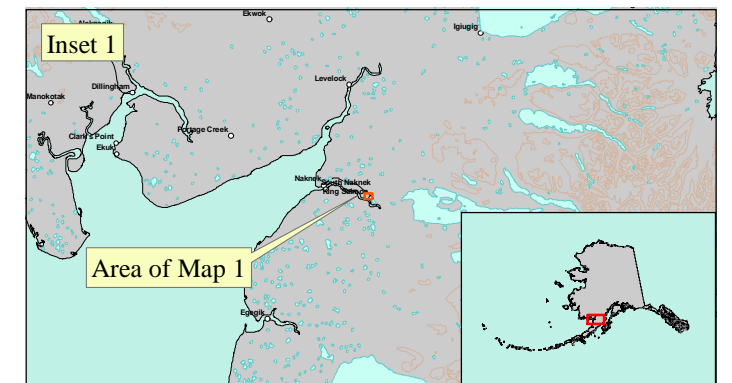 Ekwok
Igiugig
Inset 1
Levelock
Dillingham
Manokotak
Portage Creek
Clark's Point
Ekuk
Naknek
South Naknek
King Salmon
Area of Map 1
Egegik